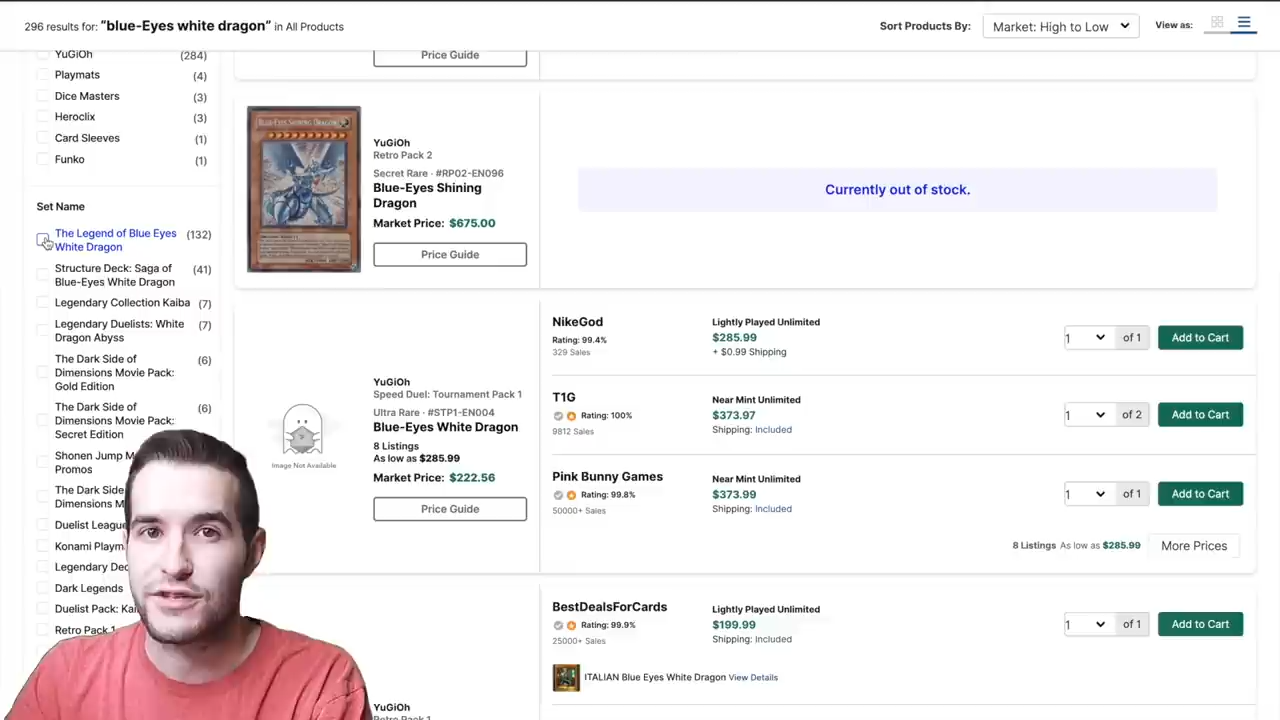 296 results for: “blue-Eyes white dragon” in All Products
Sort Products By:
Market: High to Low
View as:
YuGiOh (284)
Playmats (4)
Dice Masters (3)
Heroclix (3)
Card Sleeves (1)
Funko (1)
Set Name
The Legend of Blue Eyes (132)
White Dragon
Structure Deck: Saga of (41)
Blue-Eyes White Dragon
Legendary Collection Kaiba (7)
Legendary Duelists: White (7)
Dragon Abyss
The Dark Side of (6)
Dimensions Movie Pack:
Gold Edition
The Dark Side of (6)
Dimensions Movie Pack:
Secret Edition
Shonen Jump M
Promos
The Dark Side
Dimensions M
Duelist League
Konami Playm
Legendary Dec
Dark Legends
Duelist Pack: Kai
Retro Pack 1
Price Guide
BLUE-EYES SHINING DRAGON
YuGiOh
Retro Pack 2
Secret Rare · #RP02-EN096
Blue-Eyes Shining
Dragon
Market Price: $675.00
Price Guide
Currently out of stock.
Image Not Available
YuGiOh
Speed Duel: Tournament Pack 1
Ultra Rare · #STP1-EN004
Blue-Eyes White Dragon
8 Listings
As low as $285.99
Market Price: $222.56
Price Guide
NikeGod
Rating: 99.4%
329 Sales
Lightly Played Unlimited
$285.99
+ $0.99 Shipping
1 of 1 Add to Cart
T1G
Rating: 100%
9812 Sales
Near Mint Unlimited
$373.97
Shipping: Included
1 of 2 Add to Cart
Pink Bunny Games
Rating: 99.8%
50000+ Sales
Near Mint Unlimited
$373.99
Shipping: Included
1 of 1 Add to Cart
8 Listings As low as $285.99 More Prices
YuGiOh
Retro Pack 1
BestDealsForCards
Rating: 99.9%
25000+ Sales
Lightly Played Unlimited
$199.99
Shipping: Included
1 of 1 Add to Cart
ITALIAN Blue Eyes White Dragon View Details